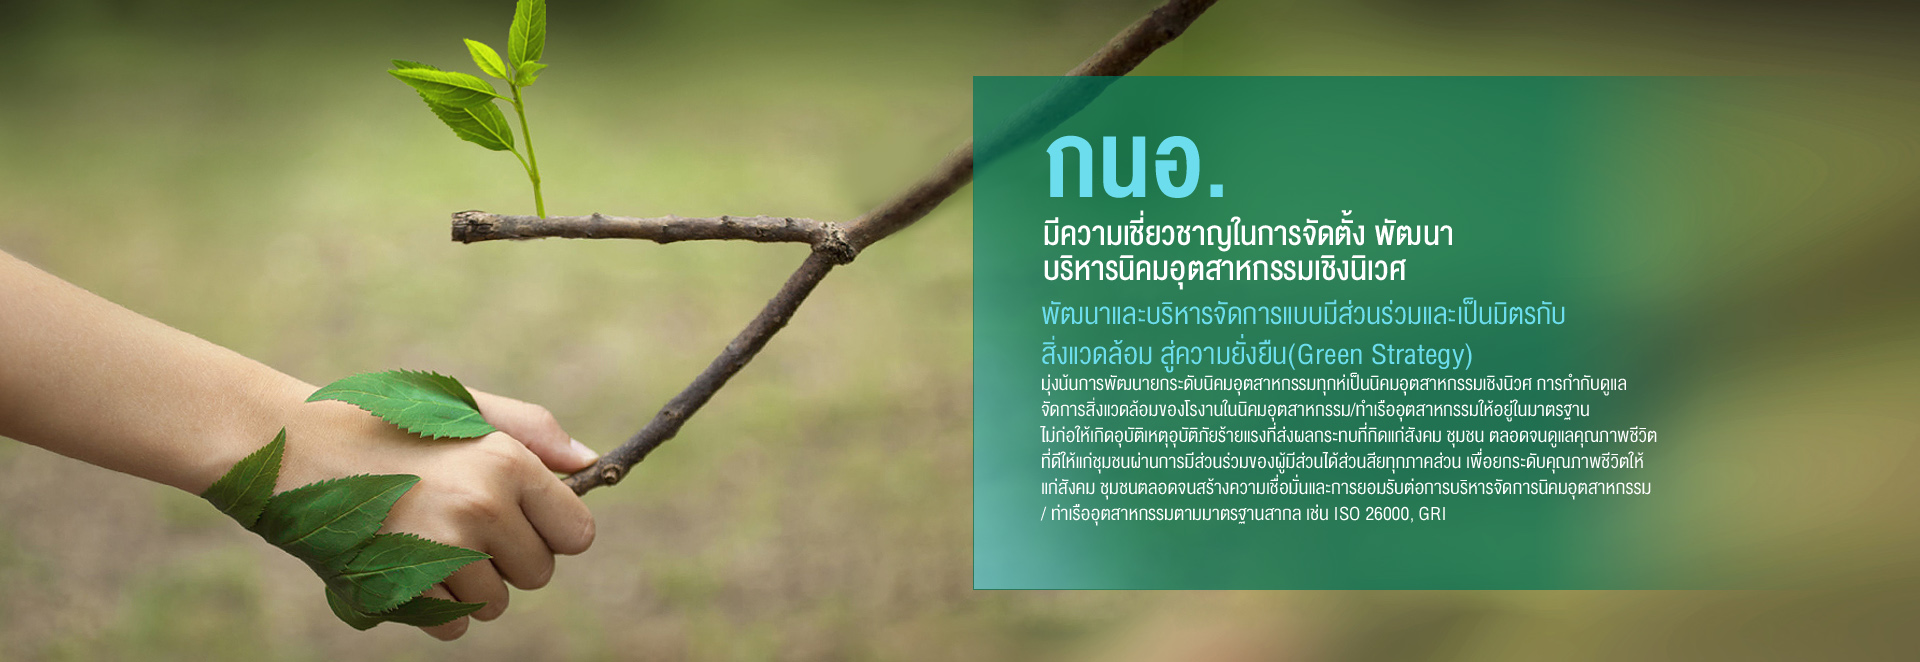 กนอ.
มีความเชี่ยวชาญในการจัดตั้ง พัฒนา
บริหารนิคมอุตสาหกรรมเชิงนิเวศ
พัฒนาและบริหารจัดการแบบมีส่วนร่วมและเป็นมิตรกับ
สิ่งแวดล้อม สู่ความยั่งยืน(Green Strategy)
มุ่งน้นการพัฒนายกระดับนิคมอุตสาหกรรมทุกห่เป็นนิคมอุตสาหกรรมเชิงนิวศ การกำกับดูแล
จัดการสิ่งแวดล้อมของโรงานในนิคมอุตสาหกรรม/ทำเรืออุตสาหกรรมให้อยู่ในมาตรฐาน
ไม่ก่อให้เกิดอุบัติเหตุอุบัติภัยร้ายแรงที่ส่งผลกระทบที่กิดแก่สังคม ชุมชน ตลอดจนดูแลคุณภาพชีวิต
ที่ดีให้แก่ชุมชนผ่านการมีส่วนร่วมของผู้มีส่วนได้ส่วนสียทุกภาคส่วน เพื่อยกระดับคุณภาพชีวิตให้
แก่สังคม ชุมชนตลอดจนสร้างความเชื่อมั่นและการยอมรับต่อการบริหารจัดการนิคมอุตสาหกรรม
/ ท่าเรืออุตสาหกรรมตามมาตรฐานสากล เช่น ISO 26000, GRI